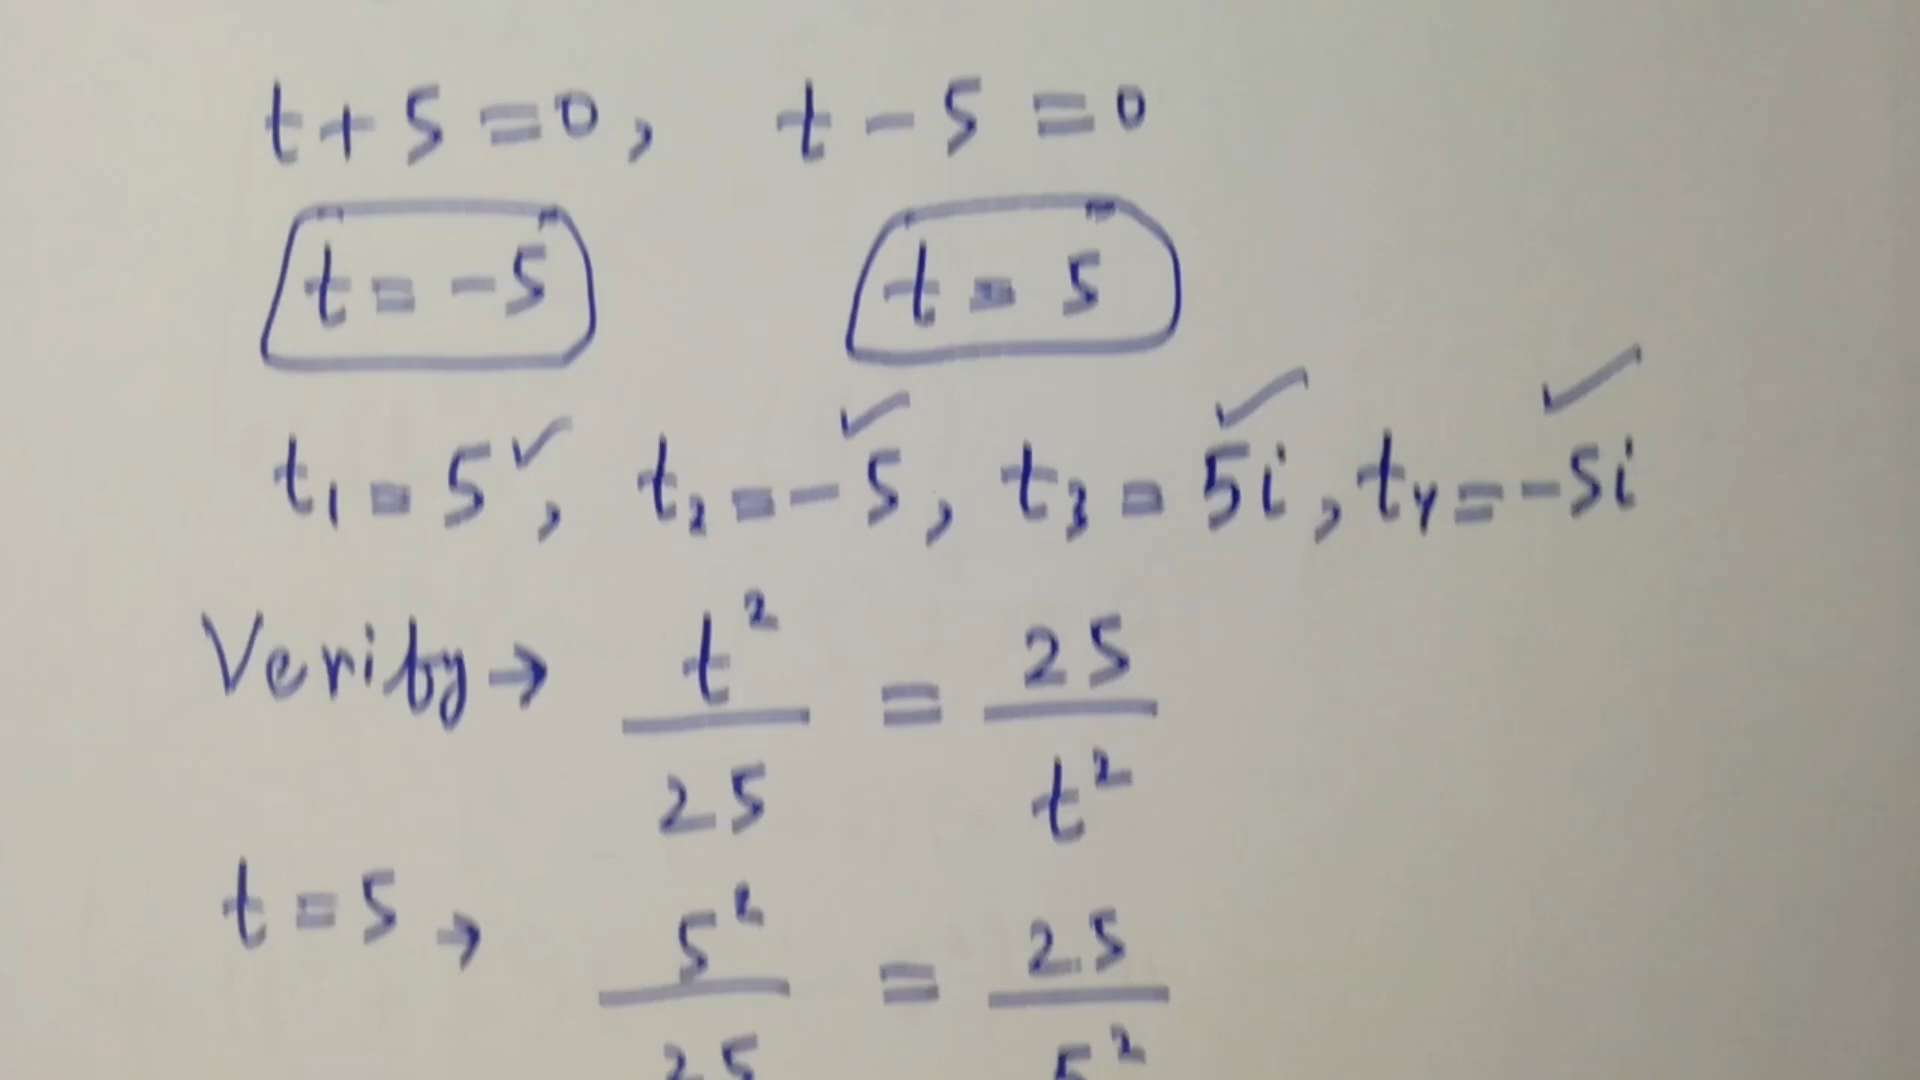 t + 5 = 0, t - 5 = 0
t = -5 t = 5
t₁ = 5 ✓, t₂ = -5 ✓, t₃ = 5i ✓, t₄ = -5i ✓
Verify → t²/25 = 25/t²
t = 5 → 5²/25 = 25/5²